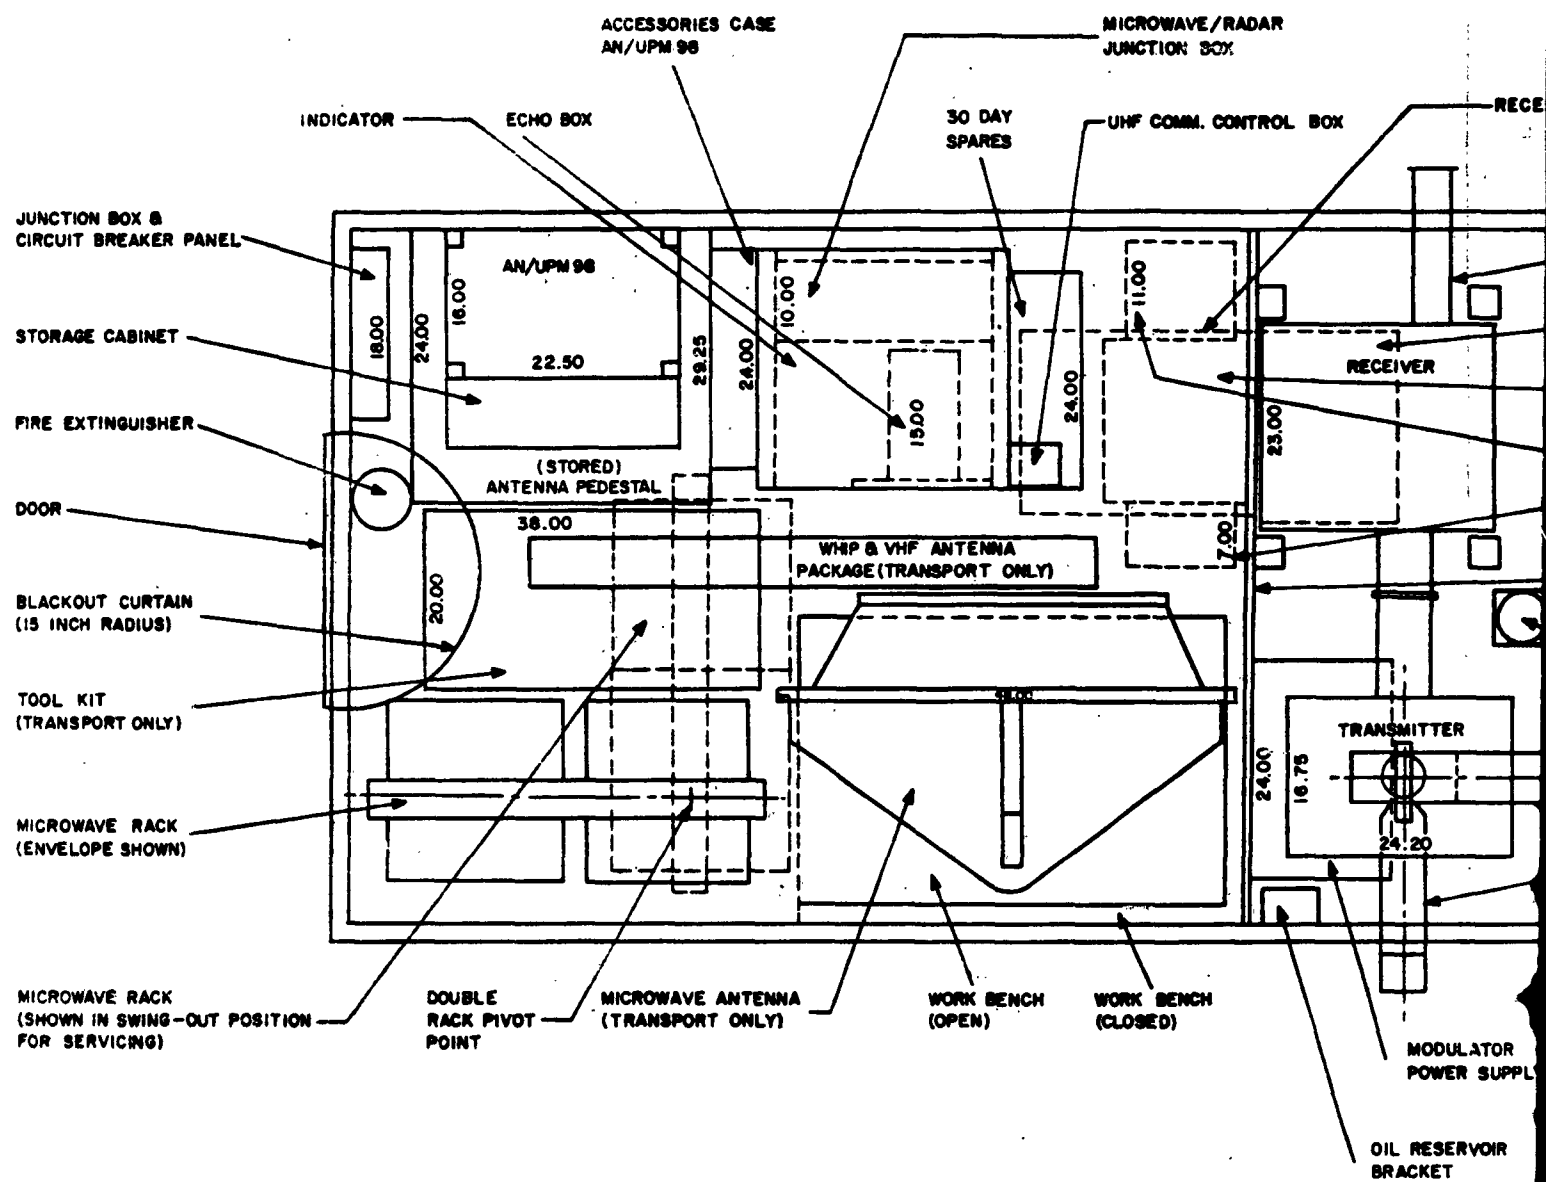 ACCESSORIES CASE
AN/UPM 98
MICROWAVE/RADAR
JUNCTION BOX
INDICATOR
ECHO BOX
30 DAY
SPARES
UHF COMM. CONTROL BOX
RECE
JUNCTION BOX &
CIRCUIT BREAKER PANEL
STORAGE CABINET
FIRE EXTINGUISHER
DOOR
BLACKOUT CURTAIN
(15 INCH RADIUS)
TOOL KIT
(TRANSPORT ONLY)
MICROWAVE RACK
(ENVELOPE SHOWN)
MICROWAVE RACK
(SHOWN IN SWING-OUT POSITION
FOR SERVICING)
DOUBLE
RACK PIVOT
POINT
MICROWAVE ANTENNA
(TRANSPORT ONLY)
WORK BENCH
(OPEN)
WORK BENCH
(CLOSED)
MODULATOR
POWER SUPPL
OIL RESERVOIR
BRACKET
18.00
24.00
16.00
AN/UPM 98
22.50
29.25
24.00
10.00
15.00
24.00
11.00
RECEIVER
23.00
(STORED)
ANTENNA PEDESTAL
38.00
20.00
WHIP & VHF ANTENNA
PACKAGE (TRANSPORT ONLY)
7.00
TRANSMITTER
24.00
16.75
24.20